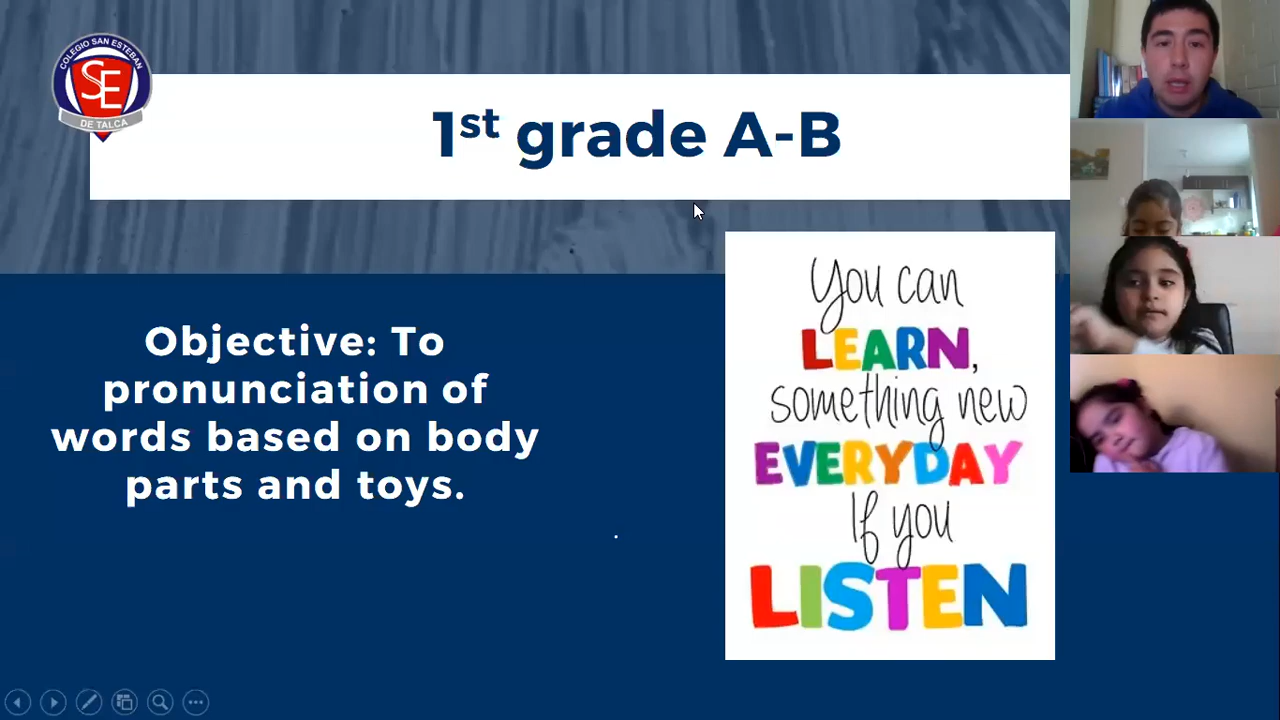 COLEGIO SAN ESTEBAN
SE
DE TALCA
1st grade A-B
Objective: To
pronunciation of
words based on body
parts and toys.
You can
LEARN,
something new
EVERYDAY
If you
LISTEN